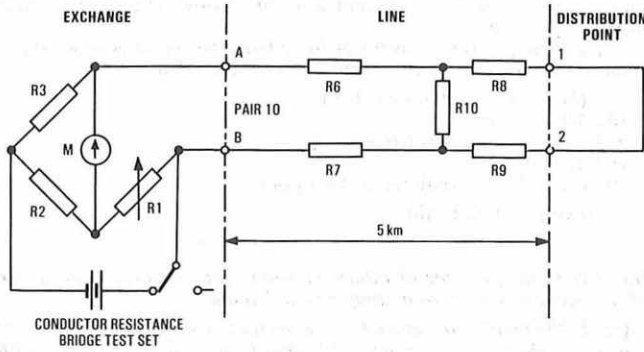 EXCHANGE
LINE
DISTRIBUTION
POINT
A
1
R3
R6
R8
M
PAIR 10
R10
B
2
R2
R1
R7
R9
5 km
CONDUCTOR RESISTANCE
BRIDGE TEST SET